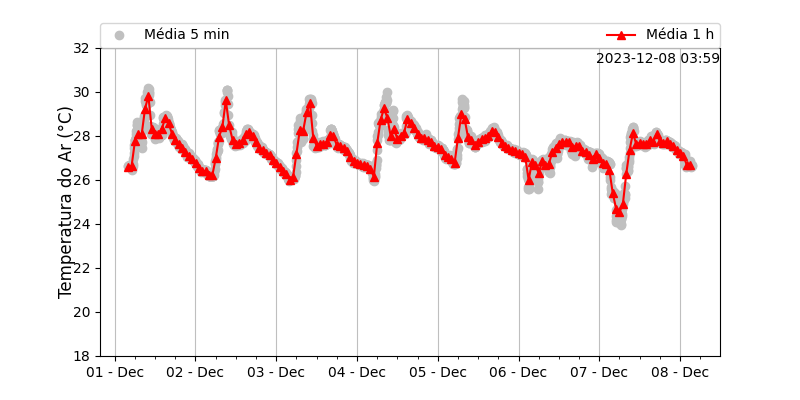 Média 5 min
Média 1 h
2023-12-08 03:59
Temperatura do Ar (°C)
32
30
28
26
24
22
20
18
01 - Dec
02 - Dec
03 - Dec
04 - Dec
05 - Dec
06 - Dec
07 - Dec
08 - Dec